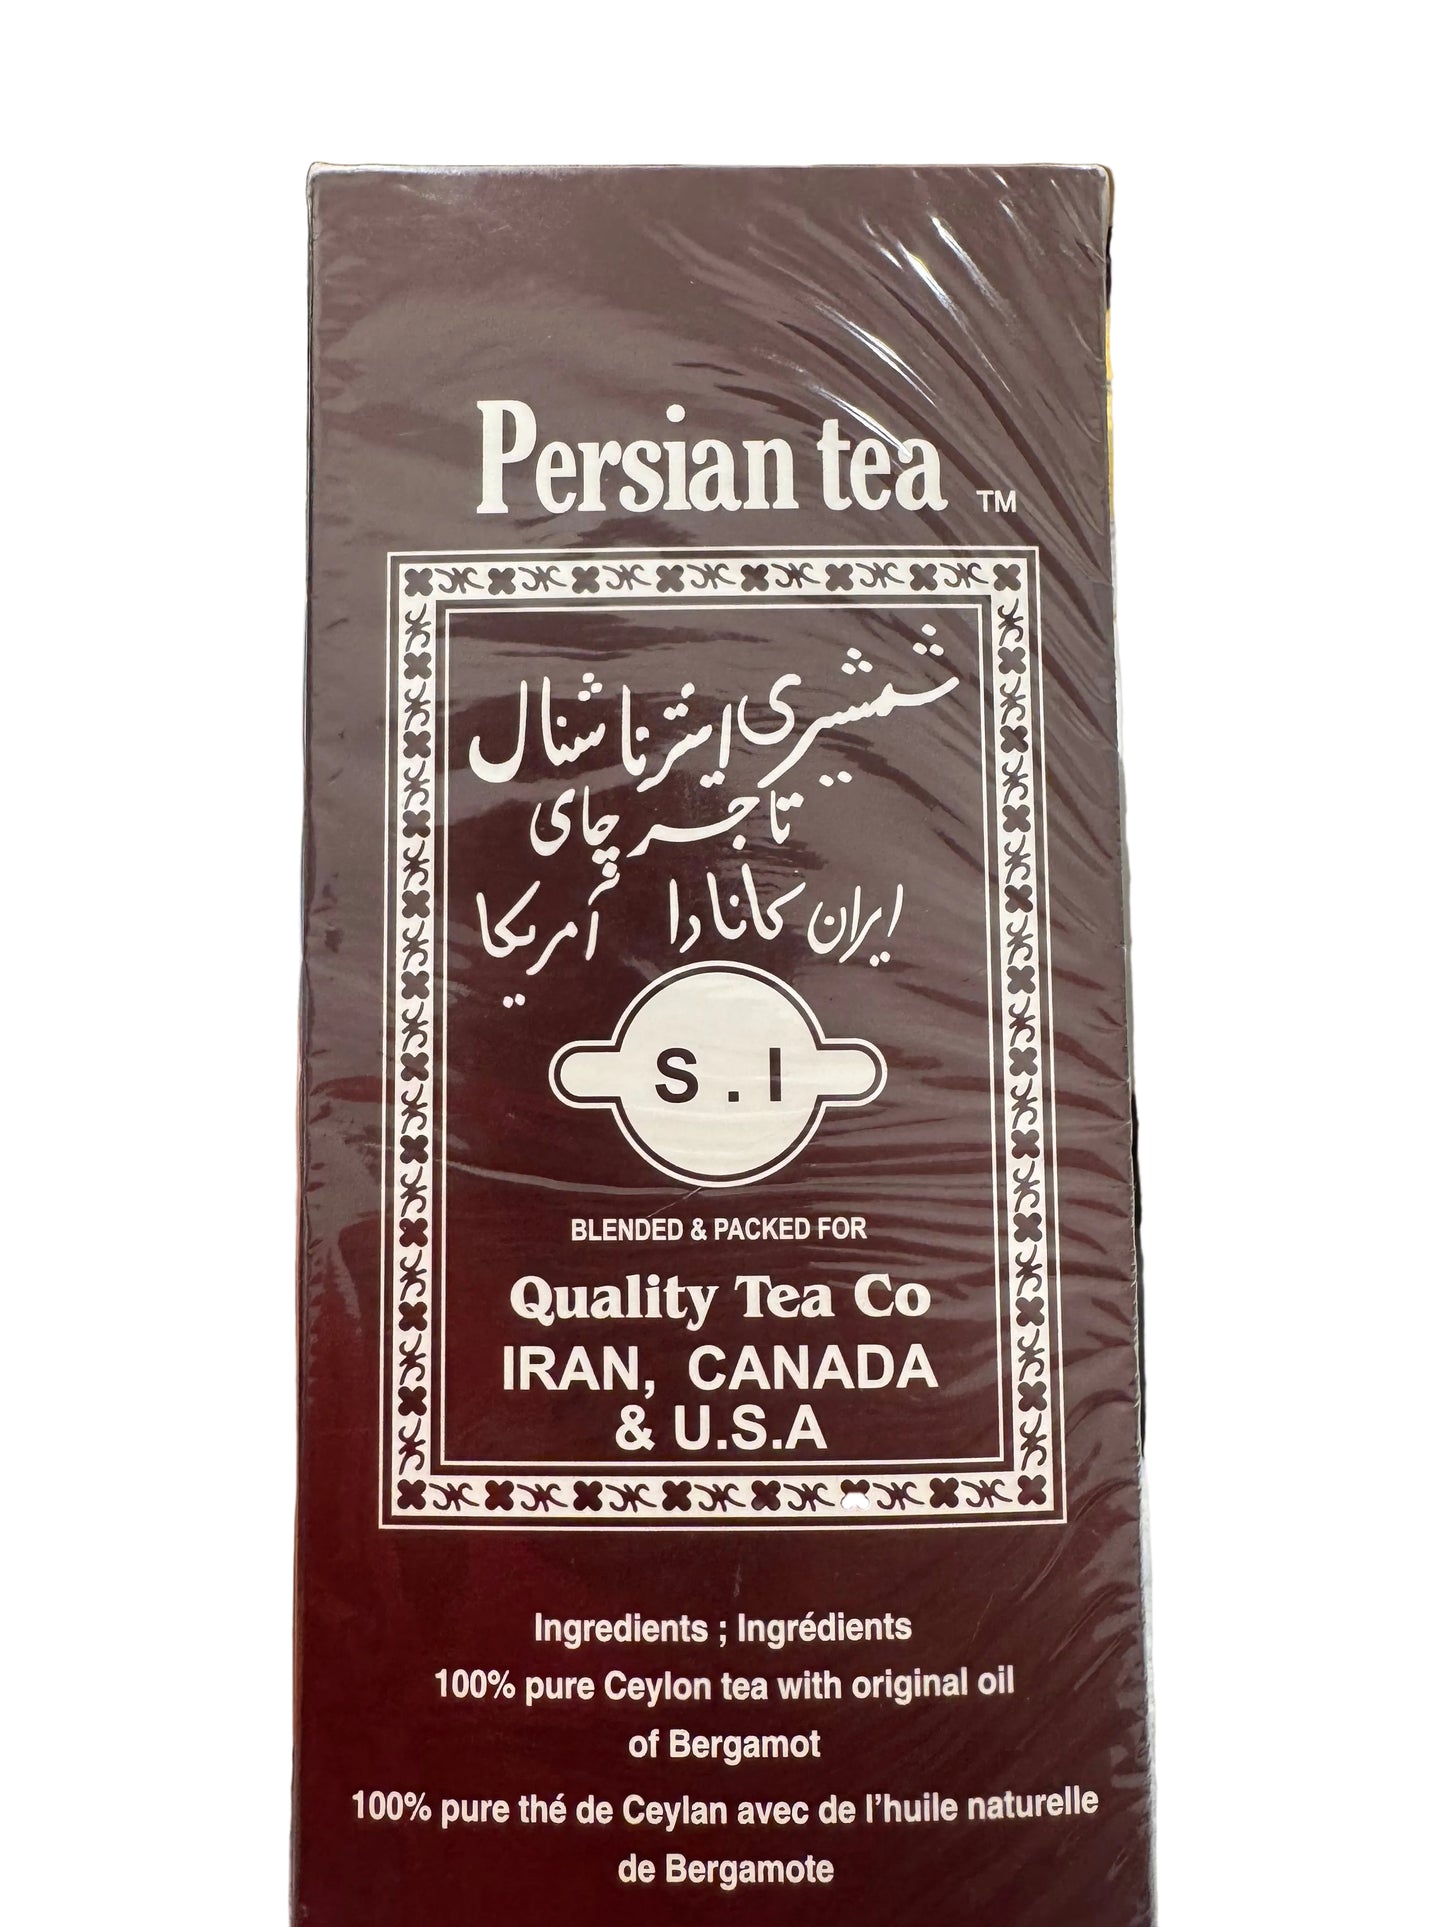 Persian tea TM
شمشیری اینترناشنال
تاجر چای
ایران کانادا آمریکا
S . I
BLENDED & PACKED FOR
Quality Tea Co
IRAN, CANADA
& U.S.A
Ingredients ; Ingrédients
100% pure Ceylon tea with original oil
of Bergamot
100% pure thé de Ceylan avec de l'huile naturelle
de Bergamote